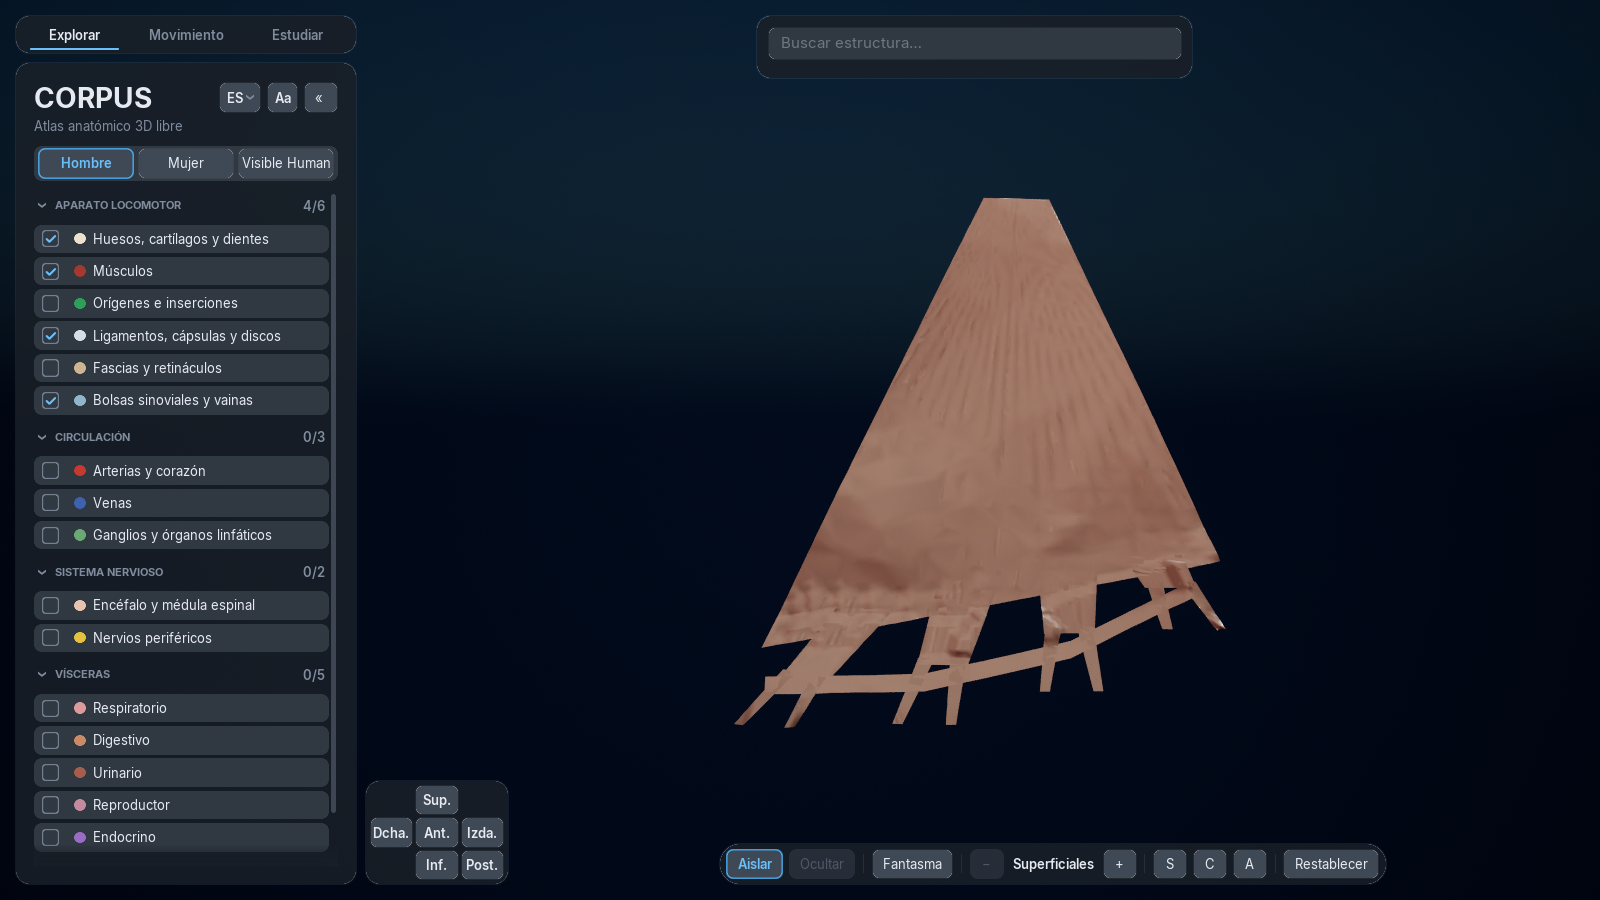 Explorar Movimiento Estudiar
Buscar estructura...
CORPUS ES Aa «
Atlas anatómico 3D libre
Hombre Mujer Visible Human
APARATO LOCOMOTOR 4/6
Huesos, cartílagos y dientes
Músculos
Orígenes e inserciones
Ligamentos, cápsulas y discos
Fascias y retináculos
Bolsas sinoviales y vainas
CIRCULACIÓN 0/3
Arterias y corazón
Venas
Ganglios y órganos linfáticos
SISTEMA NERVIOSO 0/2
Encéfalo y médula espinal
Nervios periféricos
VÍSCERAS 0/5
Respiratorio
Digestivo
Urinario
Reproductor
Endocrino
Sup.
Dcha. Ant. Izda.
Inf. Post.
Aislar Ocultar Fantasma − Superficiales + S C A Restablecer